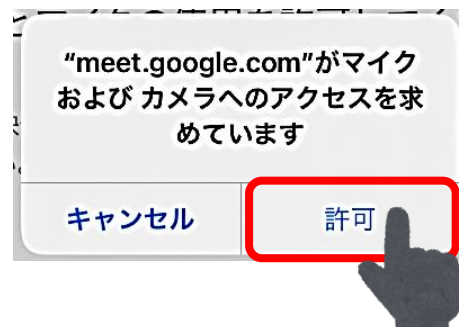 “meet.google.com”がマイク
および カメラへのアクセスを求
めています
キャンセル
許可